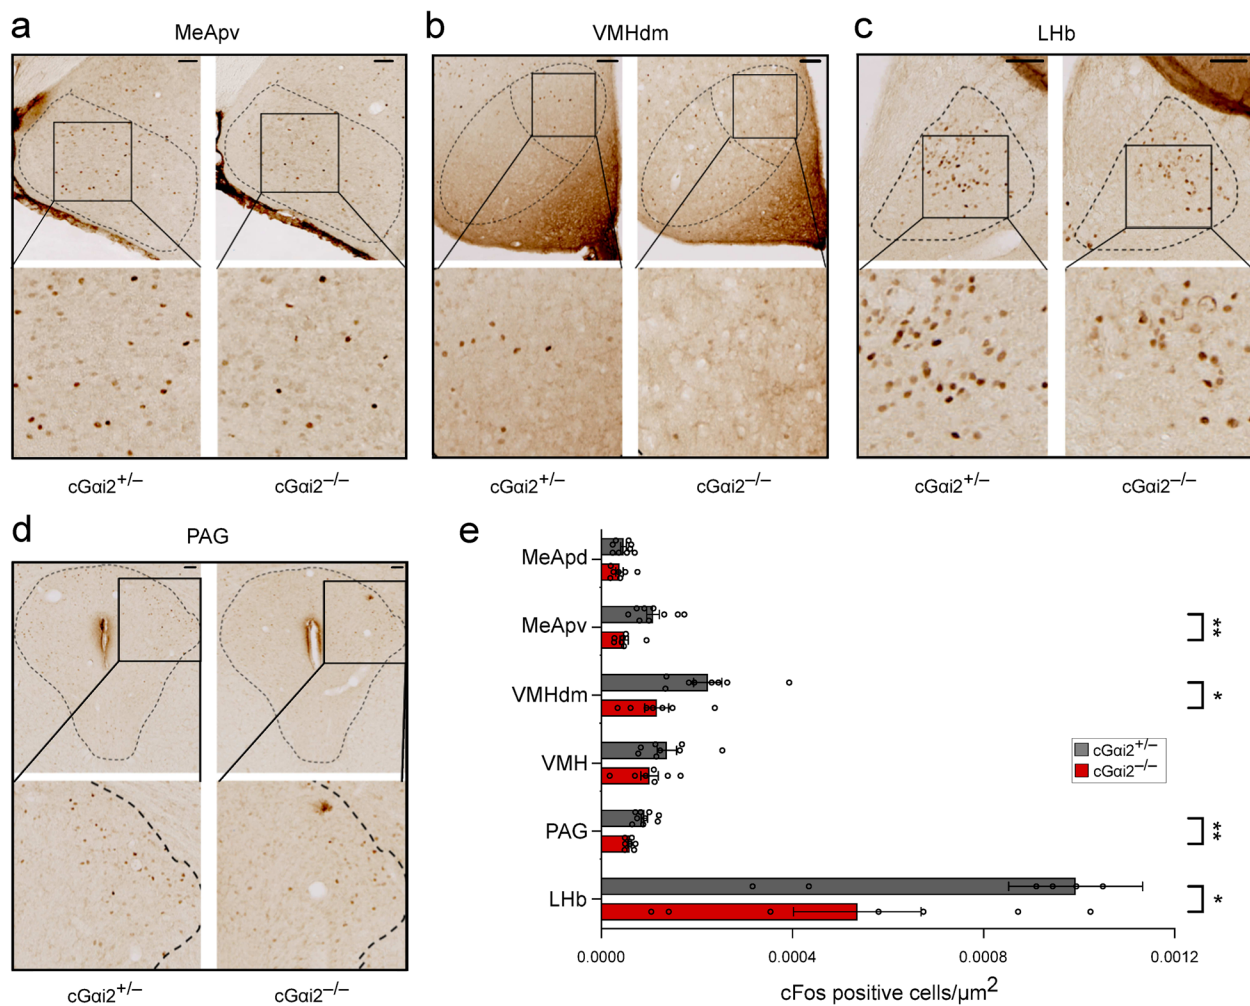 a
MeApv
cGαi2+/–
cGαi2–/–
b
VMHdm
cGαi2+/–
cGαi2–/–
c
LHb
cGαi2+/–
cGαi2–/–
d
PAG
cGαi2+/–
cGαi2–/–
e
MeApd
MeApv
**
VMHdm
*
VMH
cGαi2+/–
cGαi2–/–
PAG
**
LHb
*
0.0000 0.0004 0.0008 0.0012
cFos positive cells/µm2